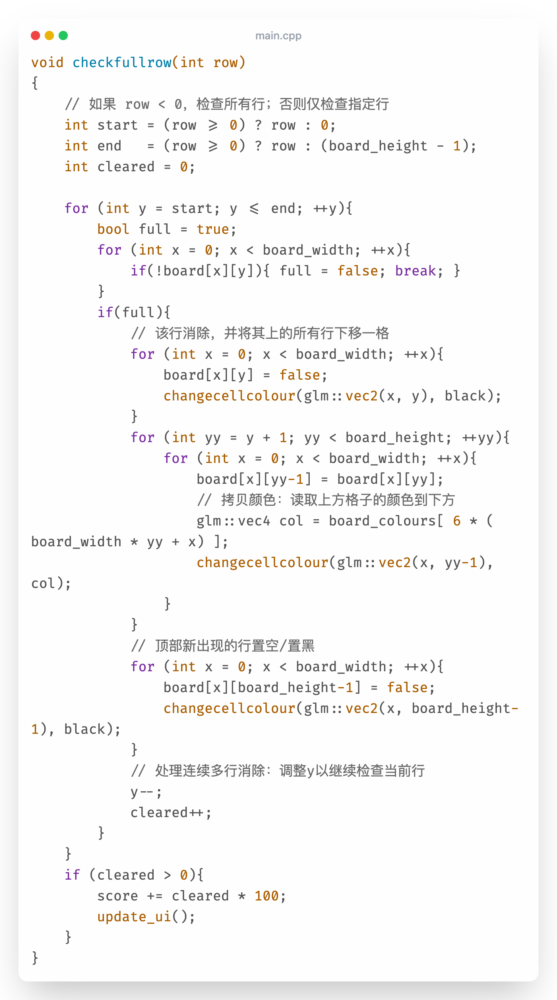 main.cpp
void checkfullrow(int row)
{
    // 如果 row < 0，检查所有行；否则仅检查指定行
    int start = (row >= 0) ? row : 0;
    int end   = (row >= 0) ? row : (board_height - 1);
    int cleared = 0;

    for (int y = start; y <= end; ++y){
        bool full = true;
        for (int x = 0; x < board_width; ++x){
            if(!board[x][y]){ full = false; break; }
        }
        if(full){
            // 该行消除，并将其上的所有行下移一格
            for (int x = 0; x < board_width; ++x){
                board[x][y] = false;
                changecellcolour(glm::vec2(x, y), black);
            }
            for (int yy = y + 1; yy < board_height; ++yy){
                for (int x = 0; x < board_width; ++x){
                    board[x][yy-1] = board[x][yy];
                    // 拷贝颜色：读取上方格子的颜色到下方
                    glm::vec4 col = board_colours[ 6 * (
board_width * yy + x) ];
                    changecellcolour(glm::vec2(x, yy-1),
col);
                }
            }
            // 顶部新出现的行置空/置黑
            for (int x = 0; x < board_width; ++x){
                board[x][board_height-1] = false;
                changecellcolour(glm::vec2(x, board_height-
1), black);
            }
            // 处理连续多行消除：调整y以继续检查当前行
            y--;
            cleared++;
        }
    }
    if (cleared > 0){
        score += cleared * 100;
        update_ui();
    }
}